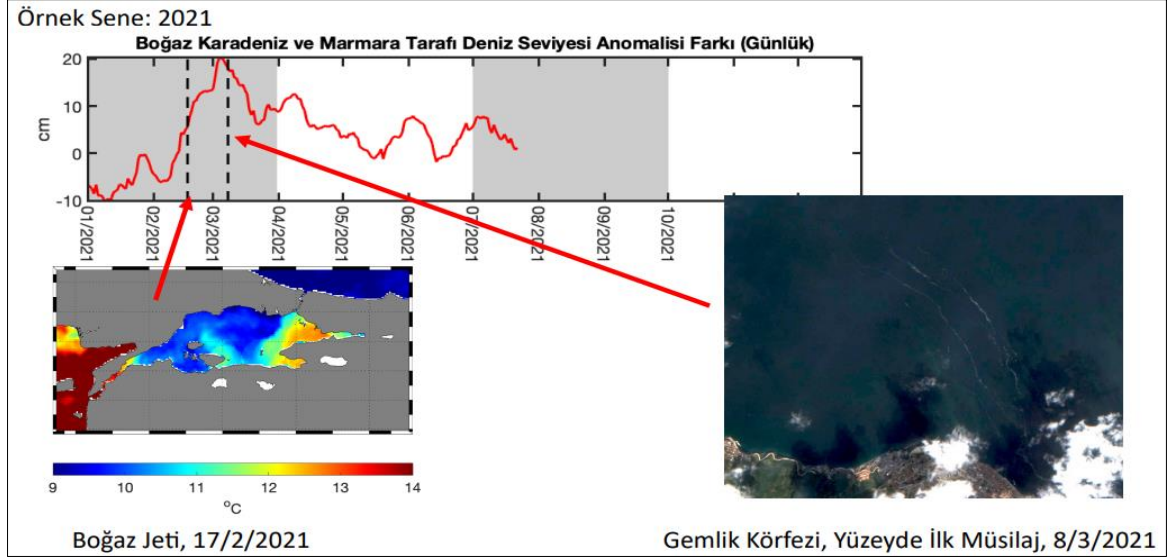 Örnek Sene: 2021
Boğaz Karadeniz ve Marmara Tarafı Deniz Seviyesi Anomalisi Farkı (Günlük)
20
10
0
-10
cm
01/2021
02/2021
03/2021
04/2021
05/2021
06/2021
07/2021
08/2021
09/2021
10/2021
9 10 11 12 13 14
°C
Boğaz Jeti, 17/2/2021
Gemlik Körfezi, Yüzeyde İlk Müsilaj, 8/3/2021